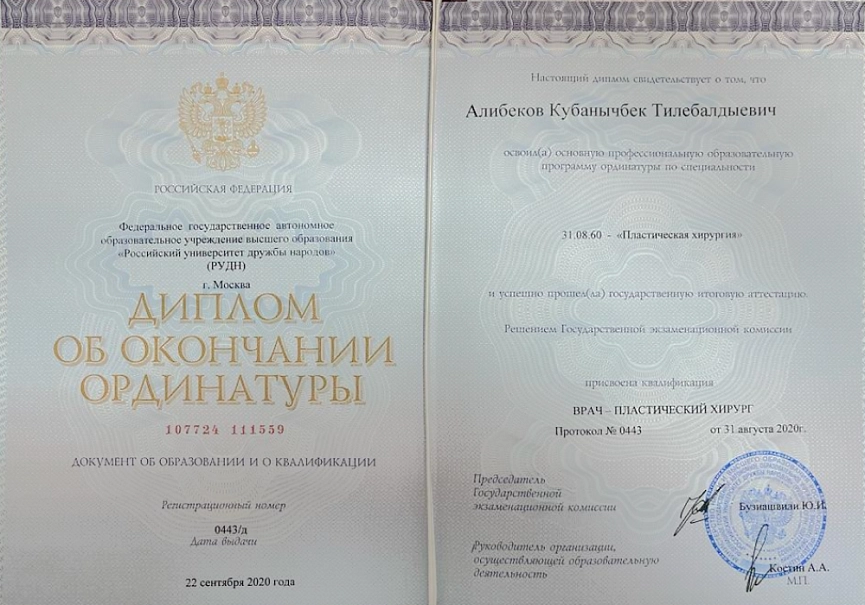 РОССИЙСКАЯ ФЕДЕРАЦИЯ
Федеральное государственное автономное
образовательное учреждение высшего образования
«Российский университет дружбы народов»
(РУДН)
г. Москва
ДИПЛОМ
ОБ ОКОНЧАНИИ
ОРДИНАТУРЫ
107724 111559
ДОКУМЕНТ ОБ ОБРАЗОВАНИИ И О КВАЛИФИКАЦИИ
Регистрационный номер
0443/д
Дата выдачи
22 сентября 2020 года
Настоящий диплом свидетельствует о том, что
Алибеков Кубанычбек Тилебалдыевич
освоил(а) основную профессиональную образовательную
программу ординатуры по специальности
31.08.60 - «Пластическая хирургия»
и успешно прошел(ла) государственную итоговую аттестацию.
Решением Государственной экзаменационной комиссии
присвоена квалификация
ВРАЧ – ПЛАСТИЧЕСКИЙ ХИРУРГ
Протокол № 0443 от 31 августа 2020г.
Председатель
Государственной
экзаменационной комиссии
Бузиашвили Ю.И.
Руководитель организации,
осуществляющей образовательную
деятельность
Костин А.А.
М.П.